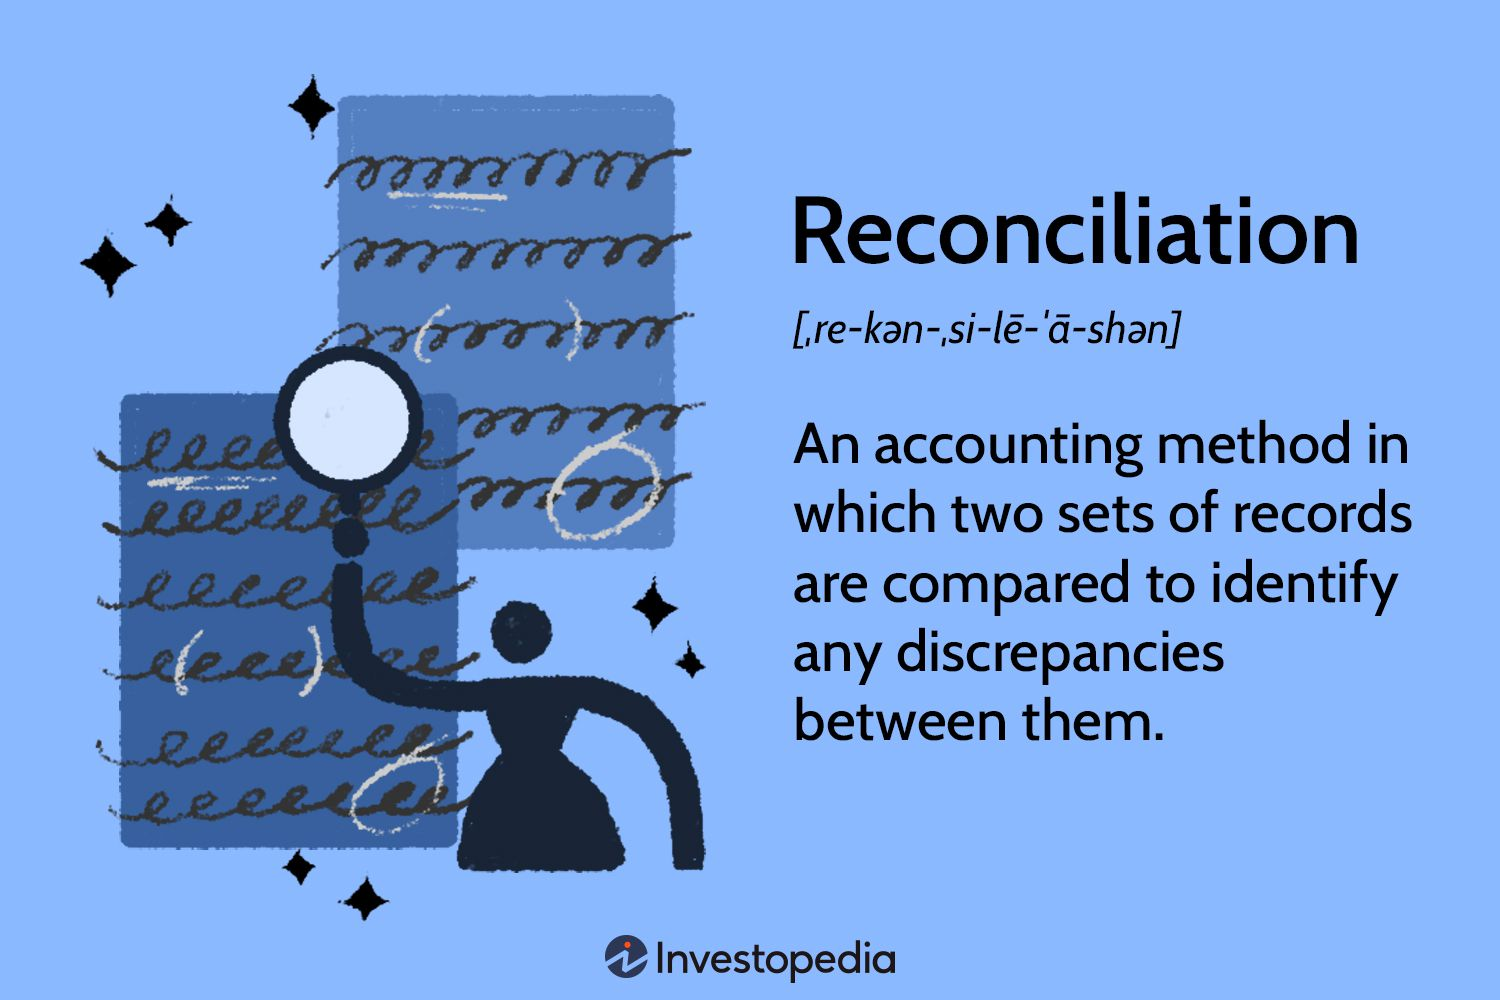 Reconciliation
[ˌre-kən-ˌsi-lē-ˈā-shən]
An accounting method in
which two sets of records
are compared to identify
any discrepancies
between them.
Investopedia